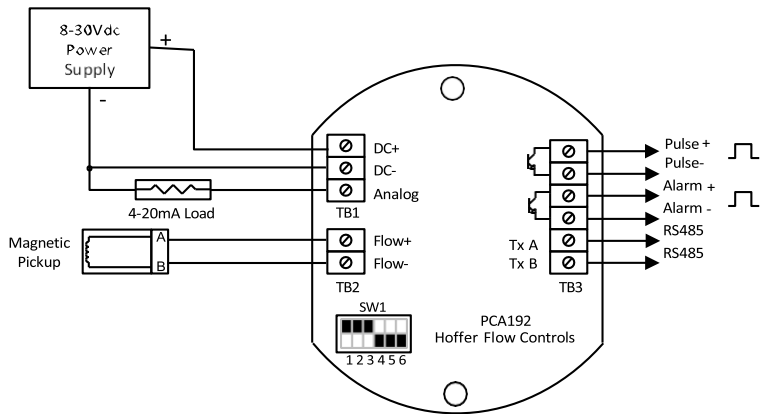 8-30Vdc
Power
Supply
+
-
DC+
DC-
Analog
TB1
4-20mA Load
Magnetic
Pickup
A
B
Flow+
Flow-
TB2
SW1
1 2 3 4 5 6
PCA192
Hoffer Flow Controls
Tx A
Tx B
TB3
Pulse +
Pulse-
Alarm +
Alarm -
RS485
RS485